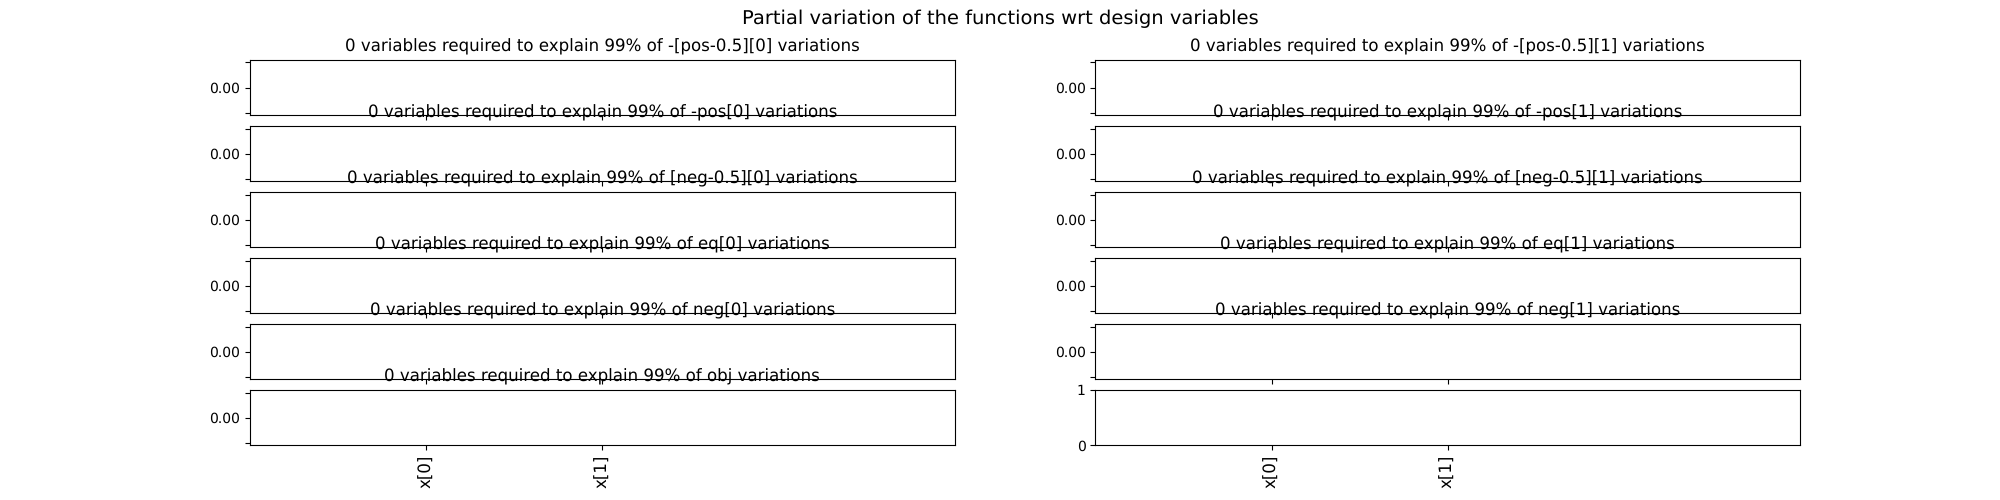 Partial variation of the functions wrt design variables
0 variables required to explain 99% of -[pos-0.5][0] variations
0 variables required to explain 99% of -[pos-0.5][1] variations
0.00
0.00
0 variables required to explain 99% of -pos[0] variations
0 variables required to explain 99% of -pos[1] variations
0.00
0.00
0 variables required to explain 99% of [neg-0.5][0] variations
0 variables required to explain 99% of [neg-0.5][1] variations
0.00
0.00
0 variables required to explain 99% of eq[0] variations
0 variables required to explain 99% of eq[1] variations
0.00
0.00
0 variables required to explain 99% of neg[0] variations
0 variables required to explain 99% of neg[1] variations
0.00
0.00
0 variables required to explain 99% of obj variations
1
0.00
0
x[0]
x[1]
x[0]
x[1]